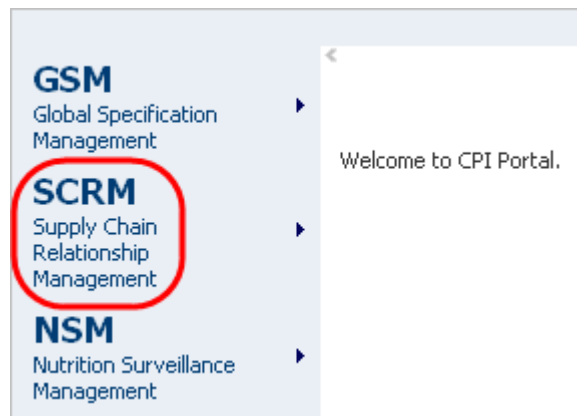 GSM
Global Specification
Management
Welcome to CPI Portal.
SCRM
Supply Chain
Relationship
Management
NSM
Nutrition Surveillance
Management